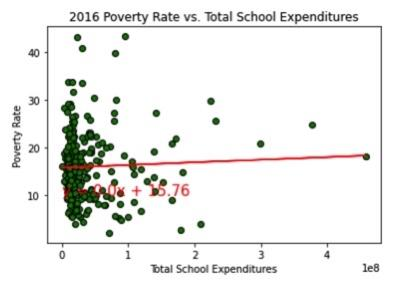 2016 Poverty Rate vs. Total School Expenditures
Poverty Rate
40
30
20
10
0.0x + 15.76
0 1 2 3 4
1e8
Total School Expenditures